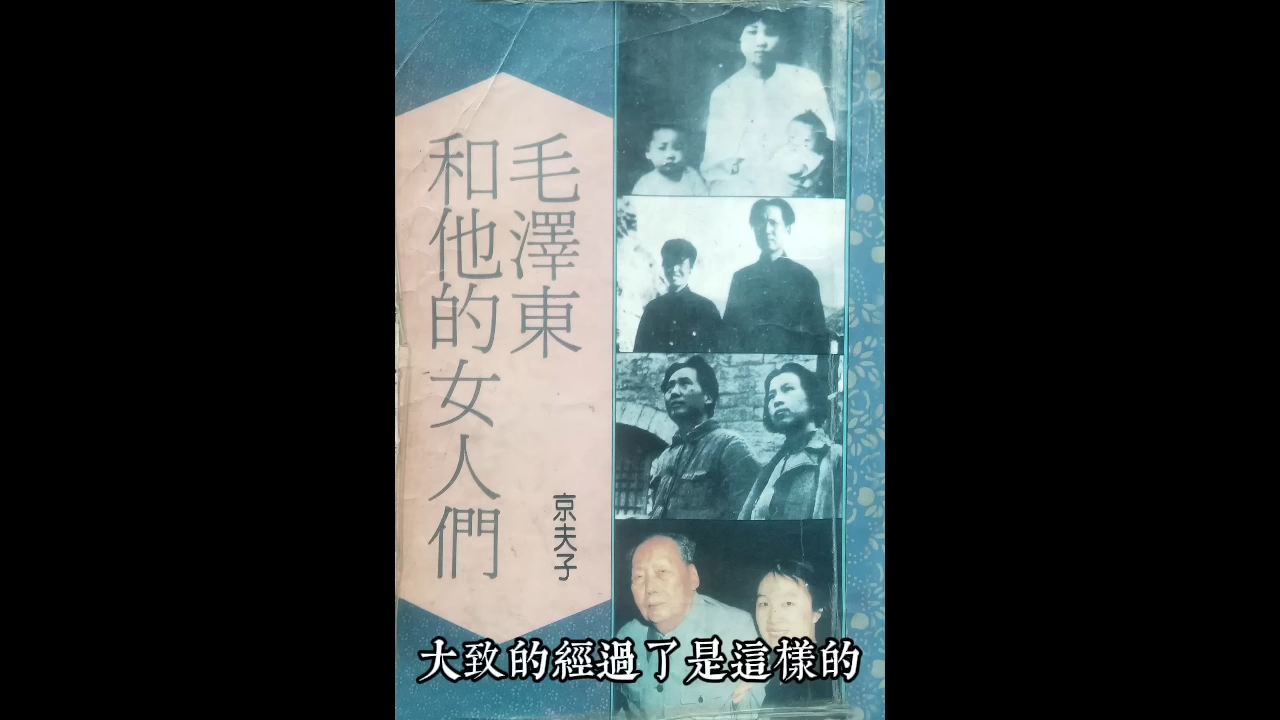 毛澤東
和他的女人們
京夫子
大致的經過了是這樣的